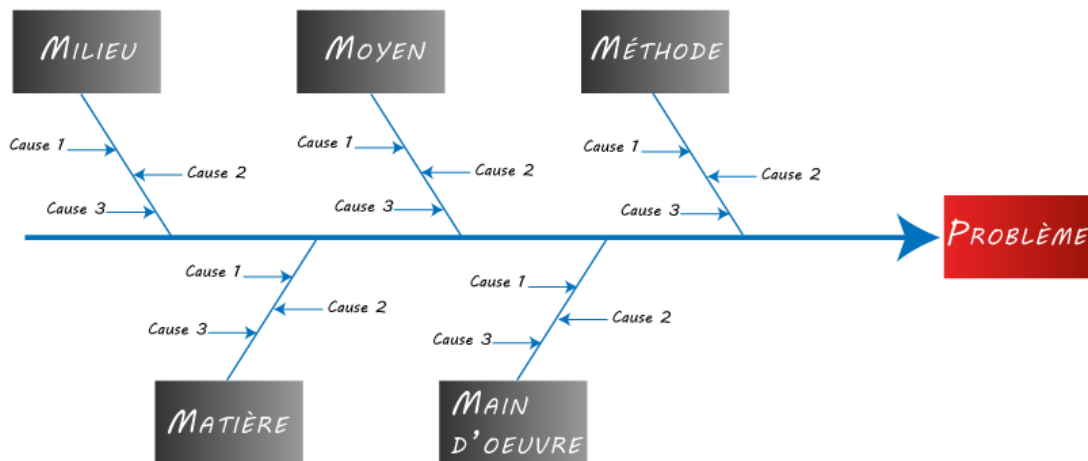 Milieu
Moyen
Méthode
Cause 1
Cause 2
Cause 3
Cause 1
Cause 2
Cause 3
Cause 1
Cause 2
Cause 3
Problème
Cause 1
Cause 2
Cause 3
Cause 1
Cause 2
Cause 3
Matière
Main
d'oeuvre